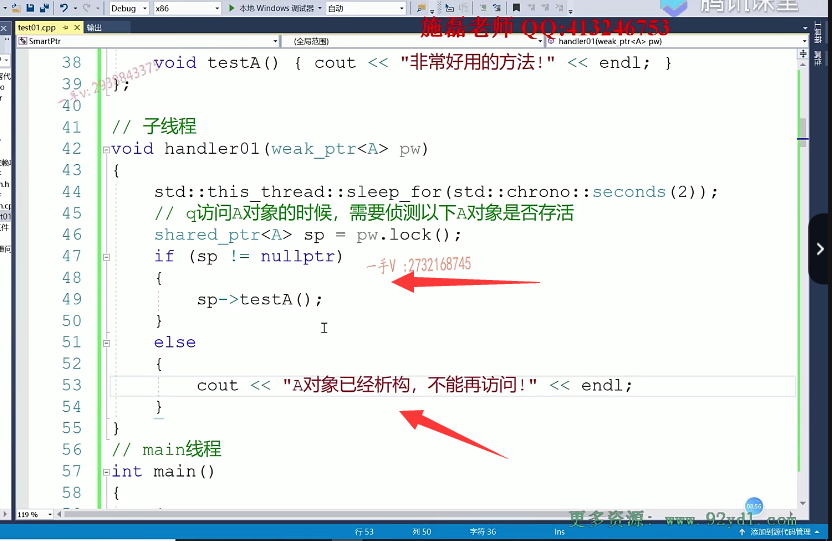 腾讯课堂
Debug x86 本地 Windows 调试器 自动
施磊老师 QQ:413246753
test01.cpp 输出
SmartPtr (全局范围) handler01(weak_ptr<A> pw)
38 void testA() { cout << "非常好用的方法!" << endl; }
39 };
40
41 // 子线程
42 void handler01(weak_ptr<A> pw)
43 {
44 std::this_thread::sleep_for(std::chrono::seconds(2));
45 // q访问A对象的时候，需要侦测以下A对象是否存活
46 shared_ptr<A> sp = pw.lock();
47 if (sp != nullptr)
一手V :2732168745
48 {
49 sp->testA();
50 }
51 else
52 {
53 cout << "A对象已经析构，不能再访问!" << endl;
54 }
55 }
56 // main线程
57 int main()
58 {
119 %
08:56
更多资源: www.92yd1.com
行 53 列 50 字符 36 Ins 添加到源代码管理